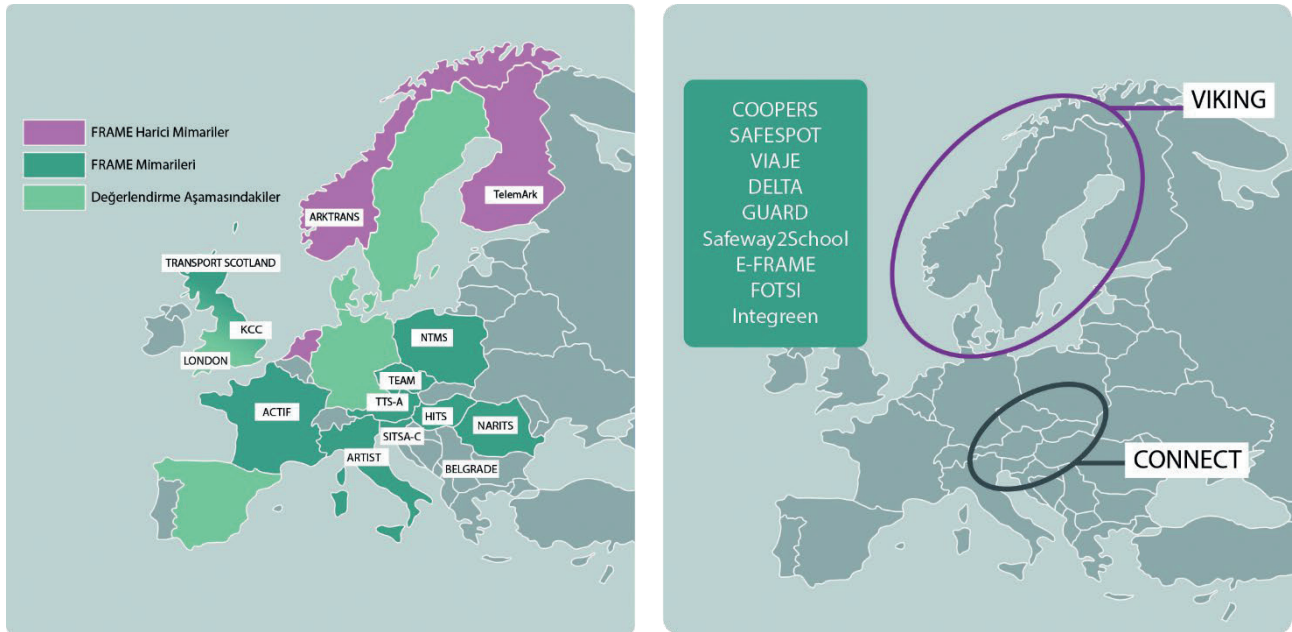 FRAME Harici Mimariler
FRAME Mimarileri
Değerlendirme Aşamasındakiler
TelemArk
ARKTRANS
TRANSPORT SCOTLAND
KCC
LONDON
NTMS
TEAM
TTS-A
ACTIF
HITS
NARITS
SITSA-C
ARTIST
BELGRADE
COOPERS
SAFESPOT
VIAJE
DELTA
GUARD
Safeway2School
E-FRAME
FOTSI
Integreen
VIKING
CONNECT